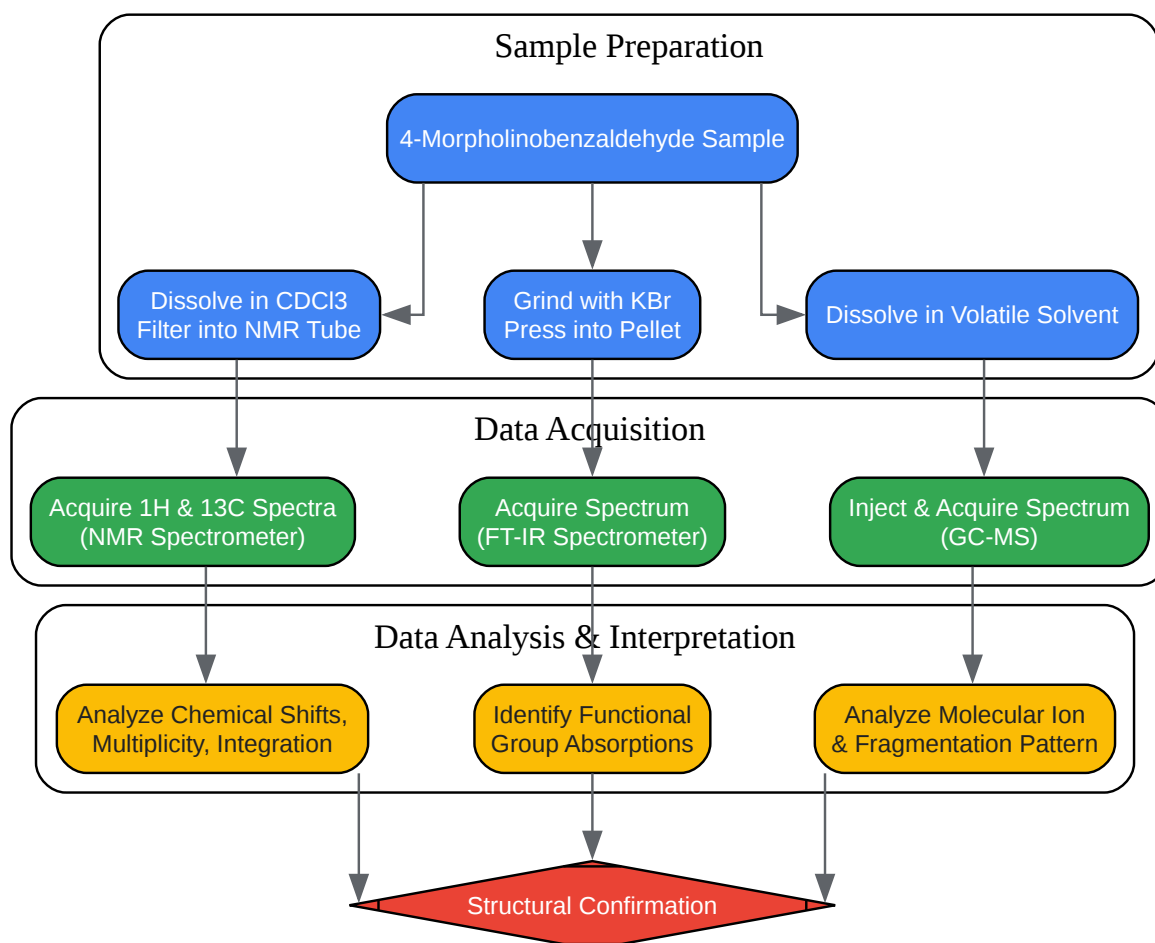 Sample Preparation
4-Morpholinobenzaldehyde Sample
Dissolve in CDCl3
Filter into NMR Tube
Grind with KBr
Press into Pellet
Dissolve in Volatile Solvent
Data Acquisition
Acquire 1H & 13C Spectra
(NMR Spectrometer)
Acquire Spectrum
(FT-IR Spectrometer)
Inject & Acquire Spectrum
(GC-MS)
Data Analysis & Interpretation
Analyze Chemical Shifts,
Multiplicity, Integration
Identify Functional
Group Absorptions
Analyze Molecular Ion
& Fragmentation Pattern
Structural Confirmation